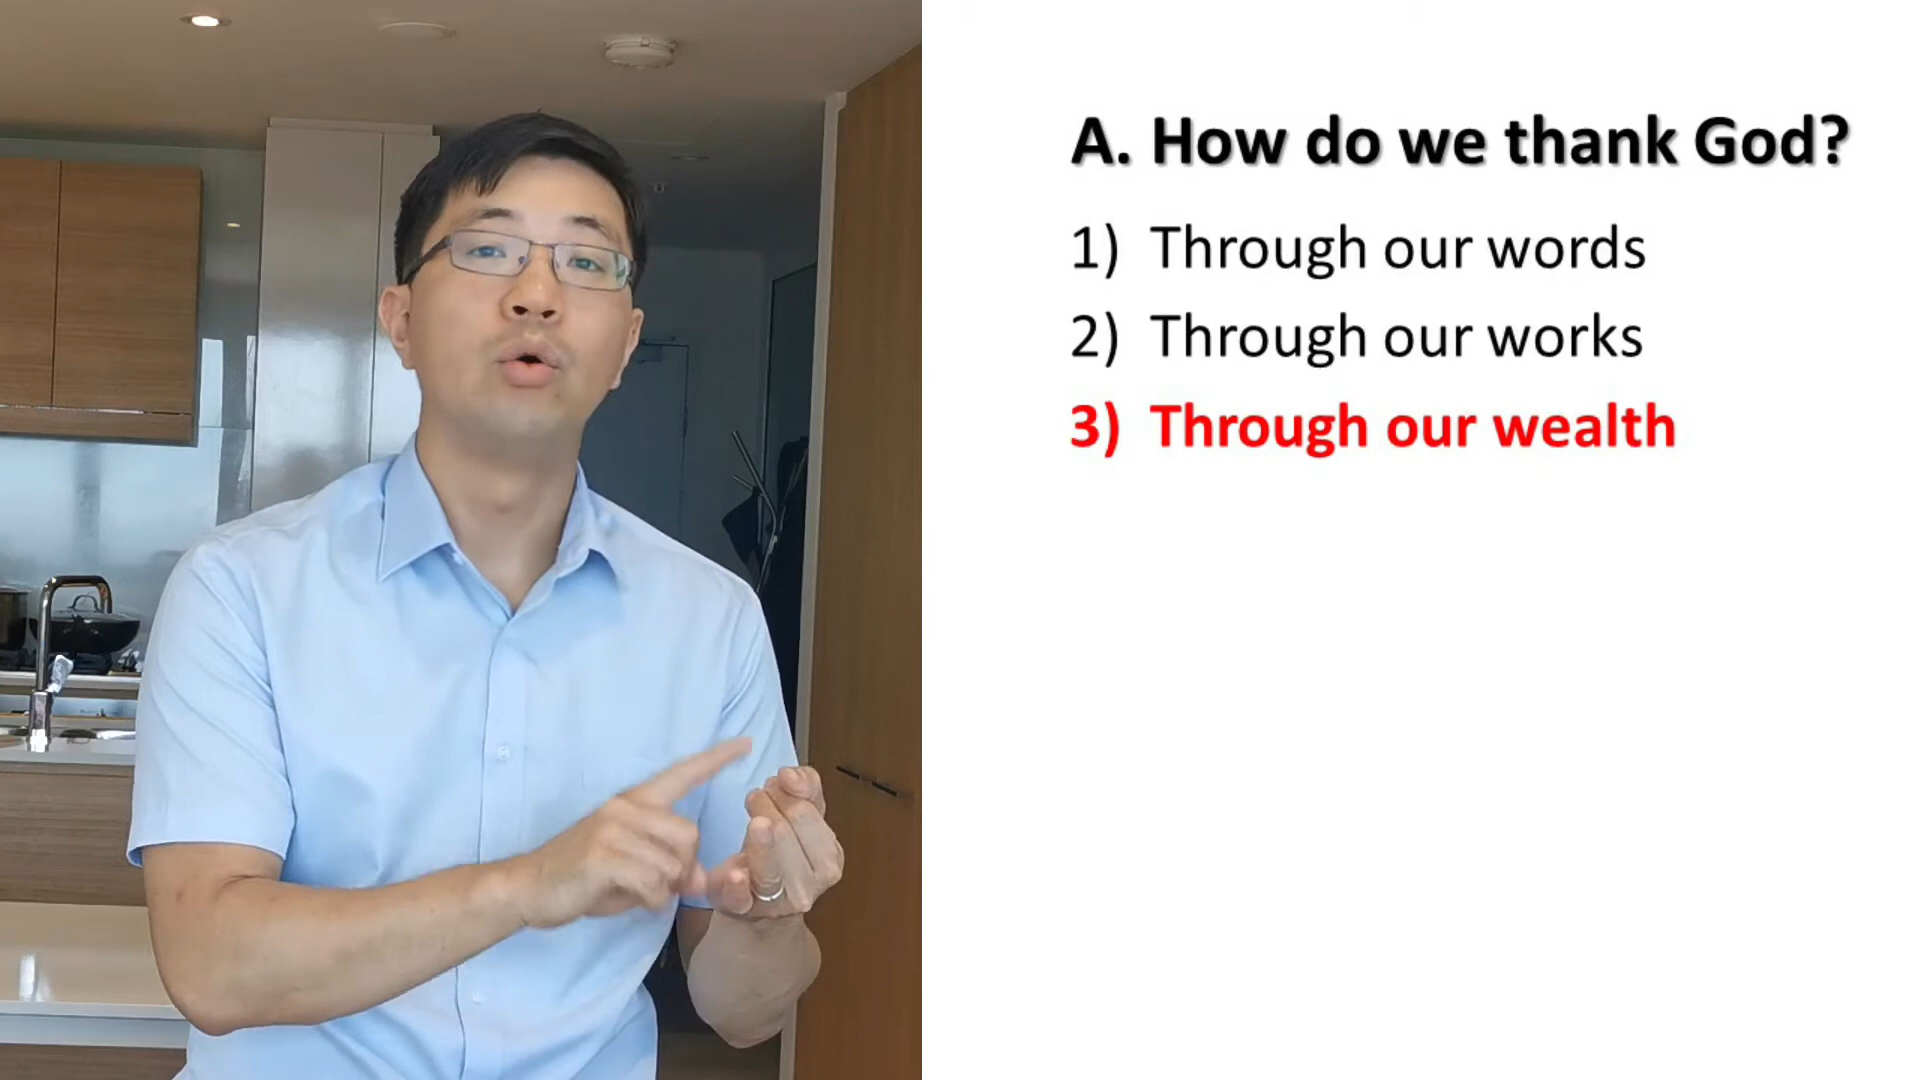 A. How do we thank God?
1) Through our words
2) Through our works
3) Through our wealth